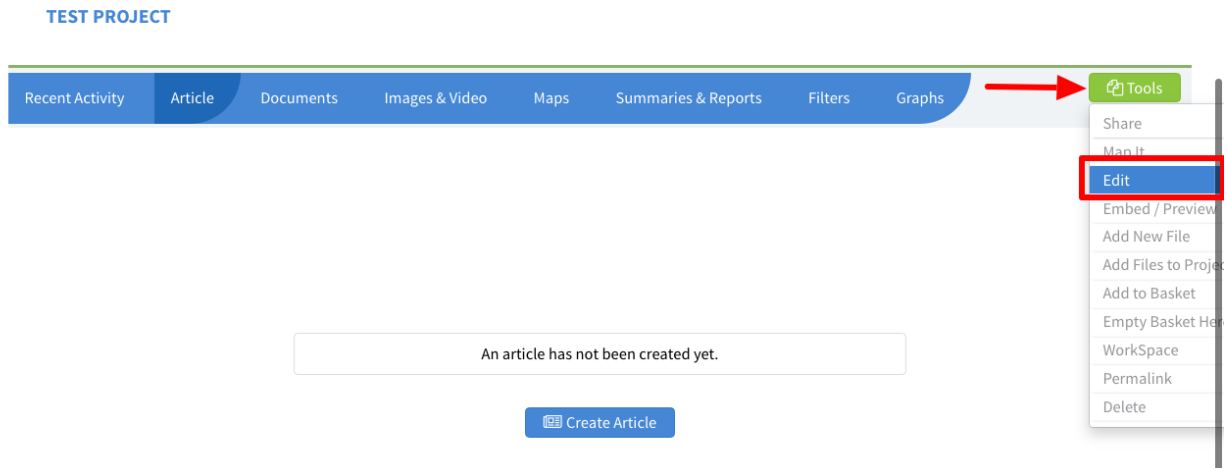 TEST PROJECT
Recent Activity Article Documents Images & Video Maps Summaries & Reports Filters Graphs Tools
Share
Map It
Edit
Embed / Preview
Add New File
Add Files to Projec
Add to Basket
Empty Basket Her
An article has not been created yet.
WorkSpace
Permalink
Delete
Create Article